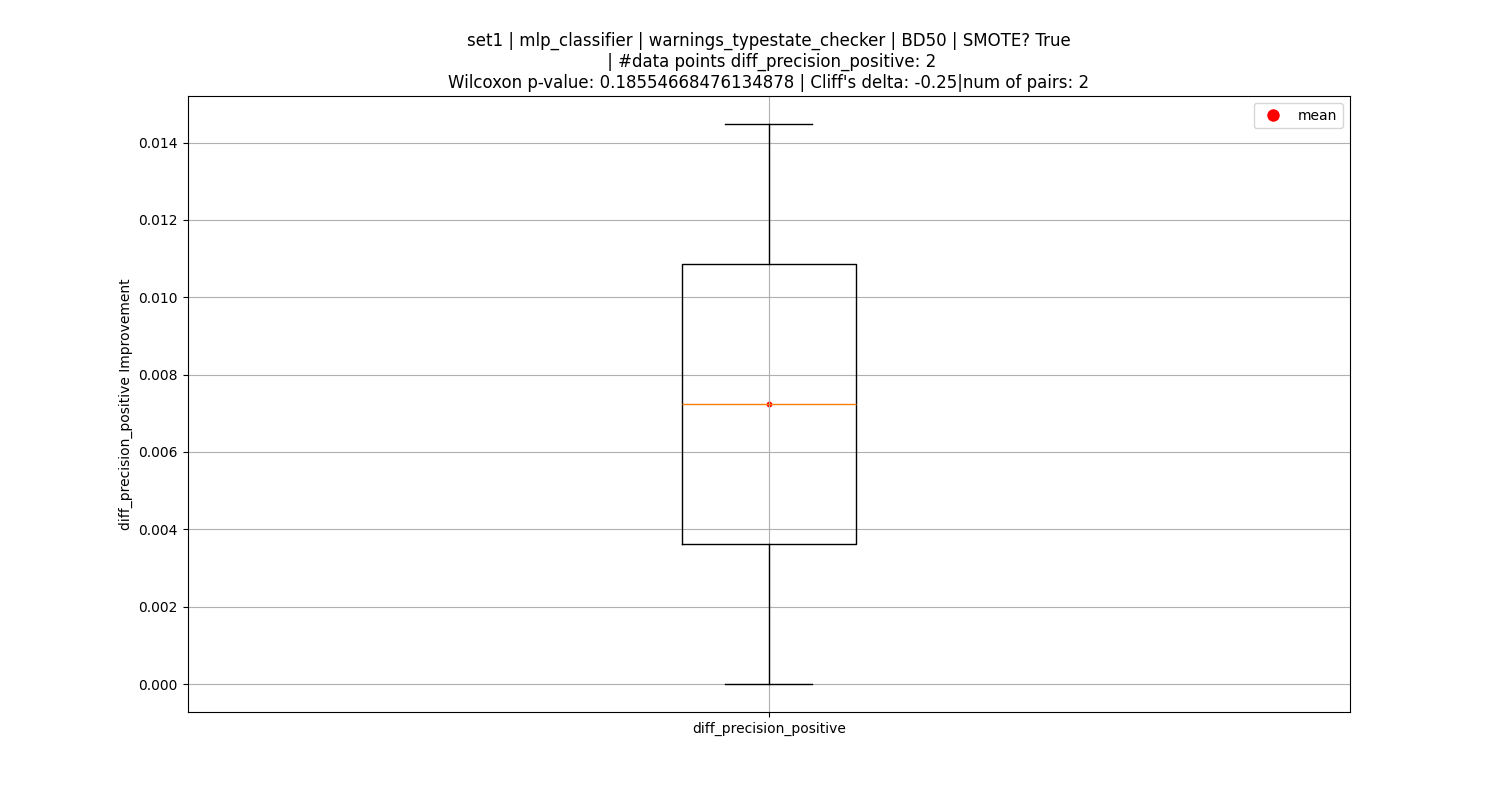 set1 | mlp_classifier | warnings_typestate_checker | BD50 | SMOTE? True
| #data points diff_precision_positive: 2
Wilcoxon p-value: 0.18554668476134878 | Cliff's delta: -0.25|num of pairs: 2
mean
0.014
0.012
0.010
0.008
0.006
0.004
0.002
0.000
diff_precision_positive Improvement
diff_precision_positive